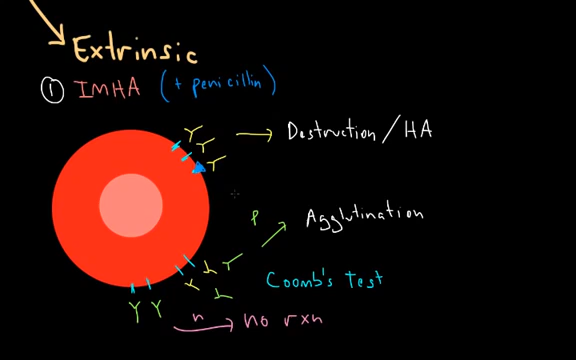 Extrinsic
① IMHA (+ penicillin)
Destruction / HA
P
Agglutination
Coomb's Test
n
no rxn